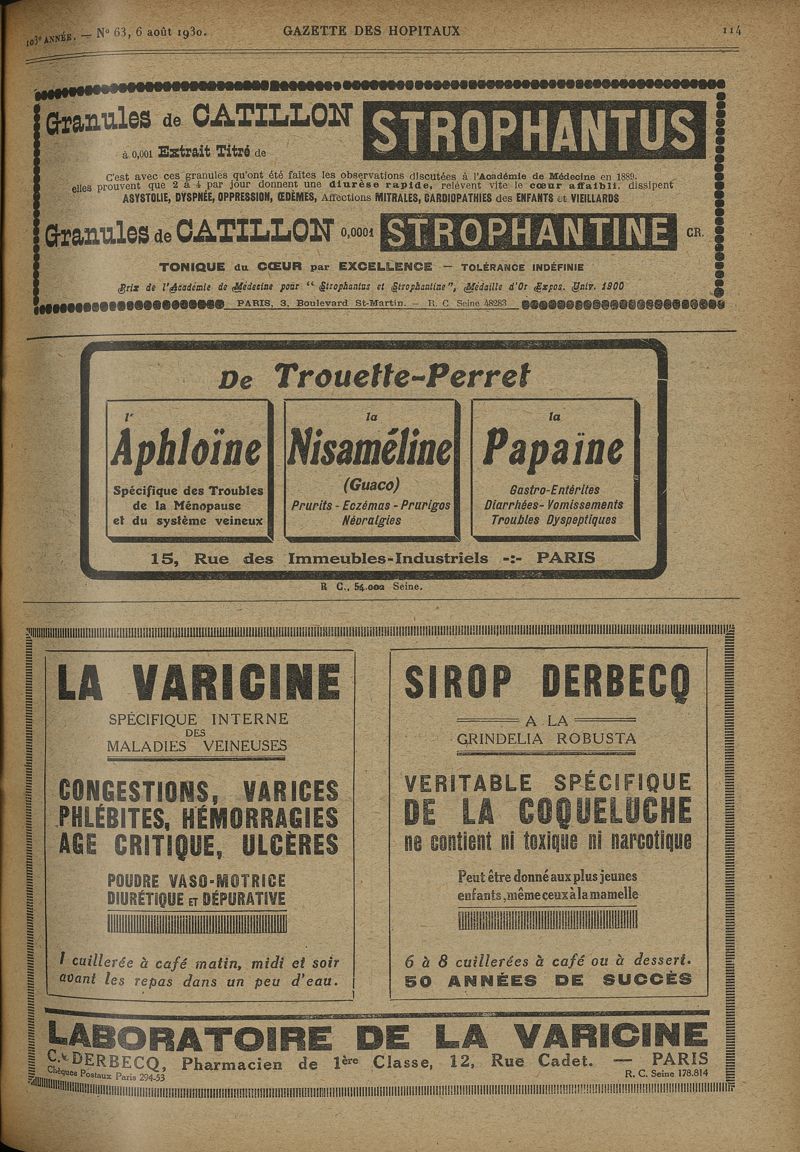 103e ANNÉE. — No 63, 6 août 1930. GAZETTE DES HOPITAUX 114
Granules de CATILLON STROPHANTUS
à 0,001 Extrait Titré de
C'est avec ces granules qu'ont été faites les observations discutées à l'Académie de Médecine en 1889.
elles prouvent que 2 à 4 par jour donnent une diurèse rapide, relèvent vite le cœur affaibli, dissipent
ASYSTOLIE, DYSPNÉE, OPPRESSION, ŒDÈMES, Affections MITRALES, CARDIOPATHIES des ENFANTS et VIEILLARDS
Granules de CATILLON 0,0001 STROPHANTINE CR.
TONIQUE du CŒUR par EXCELLENCE — TOLÉRANCE INDÉFINIE
Prix de l'Académie de Médecine pour " Strophantus et Strophantine", Médaille d'Or Expos. Univ. 1900
PARIS, 3, Boulevard St-Martin. — R. C. Seine 48283
De Trouette-Perret
l'
Aphloïne
Spécifique des Troubles
de la Ménopause
et du système veineux
la
Nisaméline
(Guaco)
Prurits - Eczémas - Prurigos
Névralgies
la
Papaïne
Gastro-Entérites
Diarrhées - Vomissements
Troubles Dyspeptiques
15, Rue des Immeubles-Industriels -:- PARIS
R C., 54.002 Seine.
LA VARICINE
SPÉCIFIQUE INTERNE
DES
MALADIES VEINEUSES
CONGESTIONS, VARICES
PHLÉBITES, HÉMORRAGIES
AGE CRITIQUE, ULCÈRES
POUDRE VASO-MOTRICE
DIURÉTIQUE ET DÉPURATIVE
1 cuillerée à café matin, midi et soir
avant les repas dans un peu d'eau.
SIROP DERBECQ
A LA
GRINDELIA ROBUSTA
VERITABLE SPÉCIFIQUE
DE LA COQUELUCHE
ne contient ni toxique ni narcotique
Peut être donné aux plus jeunes
enfants, même ceux à la mamelle
6 à 8 cuillerées à café ou à dessert.
50 ANNÉES DE SUCCÈS
LABORATOIRE DE LA VARICINE
C. DERBECQ, Pharmacien de 1ère Classe, 12, Rue Cadet. — PARIS
Chèques Postaux Paris 294-53 R. C. Seine 178.814